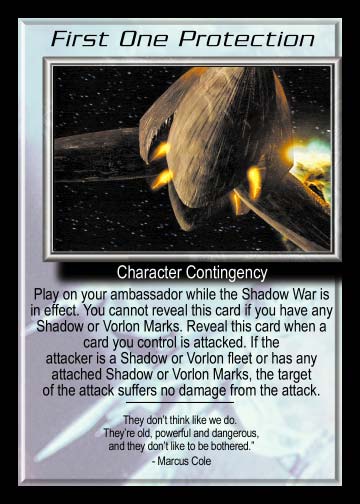 First One Protection
Character Contingency
Play on your ambassador while the Shadow War is
in effect. You cannot reveal this card if you have any
Shadow or Vorlon Marks. Reveal this card when a
card you control is attacked. If the
attacker is a Shadow or Vorlon fleet or has any
attached Shadow or Vorlon Marks, the target
of the attack suffers no damage from the attack.
They don't think like we do.
They're old, powerful and dangerous,
and they don't like to be bothered."
- Marcus Cole